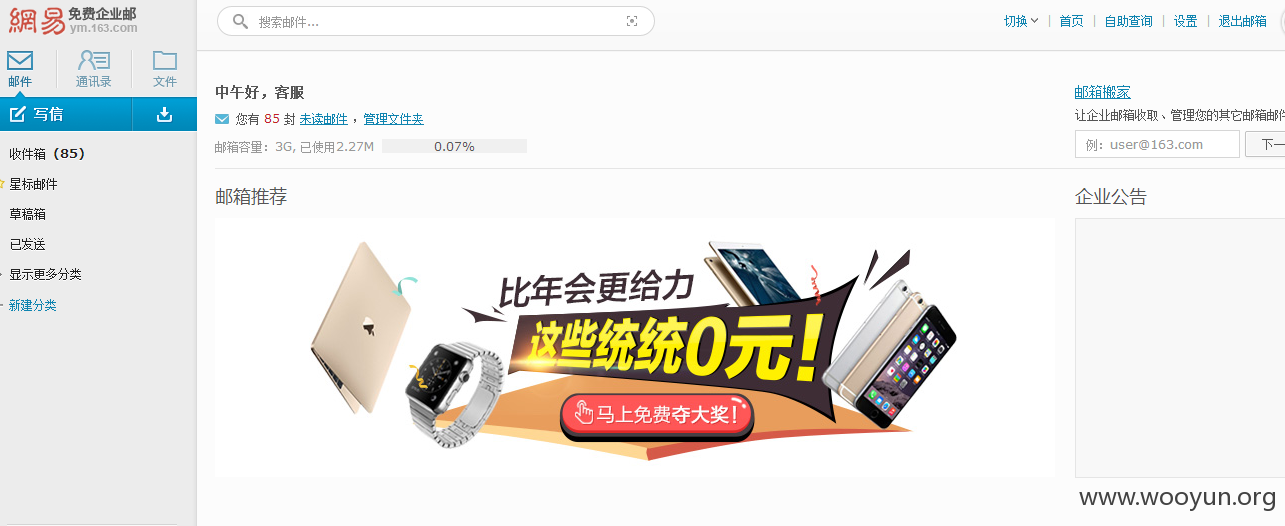 網易 免费企业邮
ym.163.com
搜索邮件...
切换 | 首页 | 自助查询 | 设置 | 退出邮箱
邮件 通讯录 文件
写信
收件箱（85）
星标邮件
草稿箱
已发送
显示更多分类
新建分类
中午好，客服
您有 85 封 未读邮件 ，管理文件夹
邮箱容量：3G, 已使用2.27M 0.07%
邮箱搬家
让企业邮箱收取、管理您的其它邮箱邮件
例：user@163.com 下一
邮箱推荐
比年会更给力
这些统统0元!
马上免费夺大奖!
企业公告
www.wooyun.org